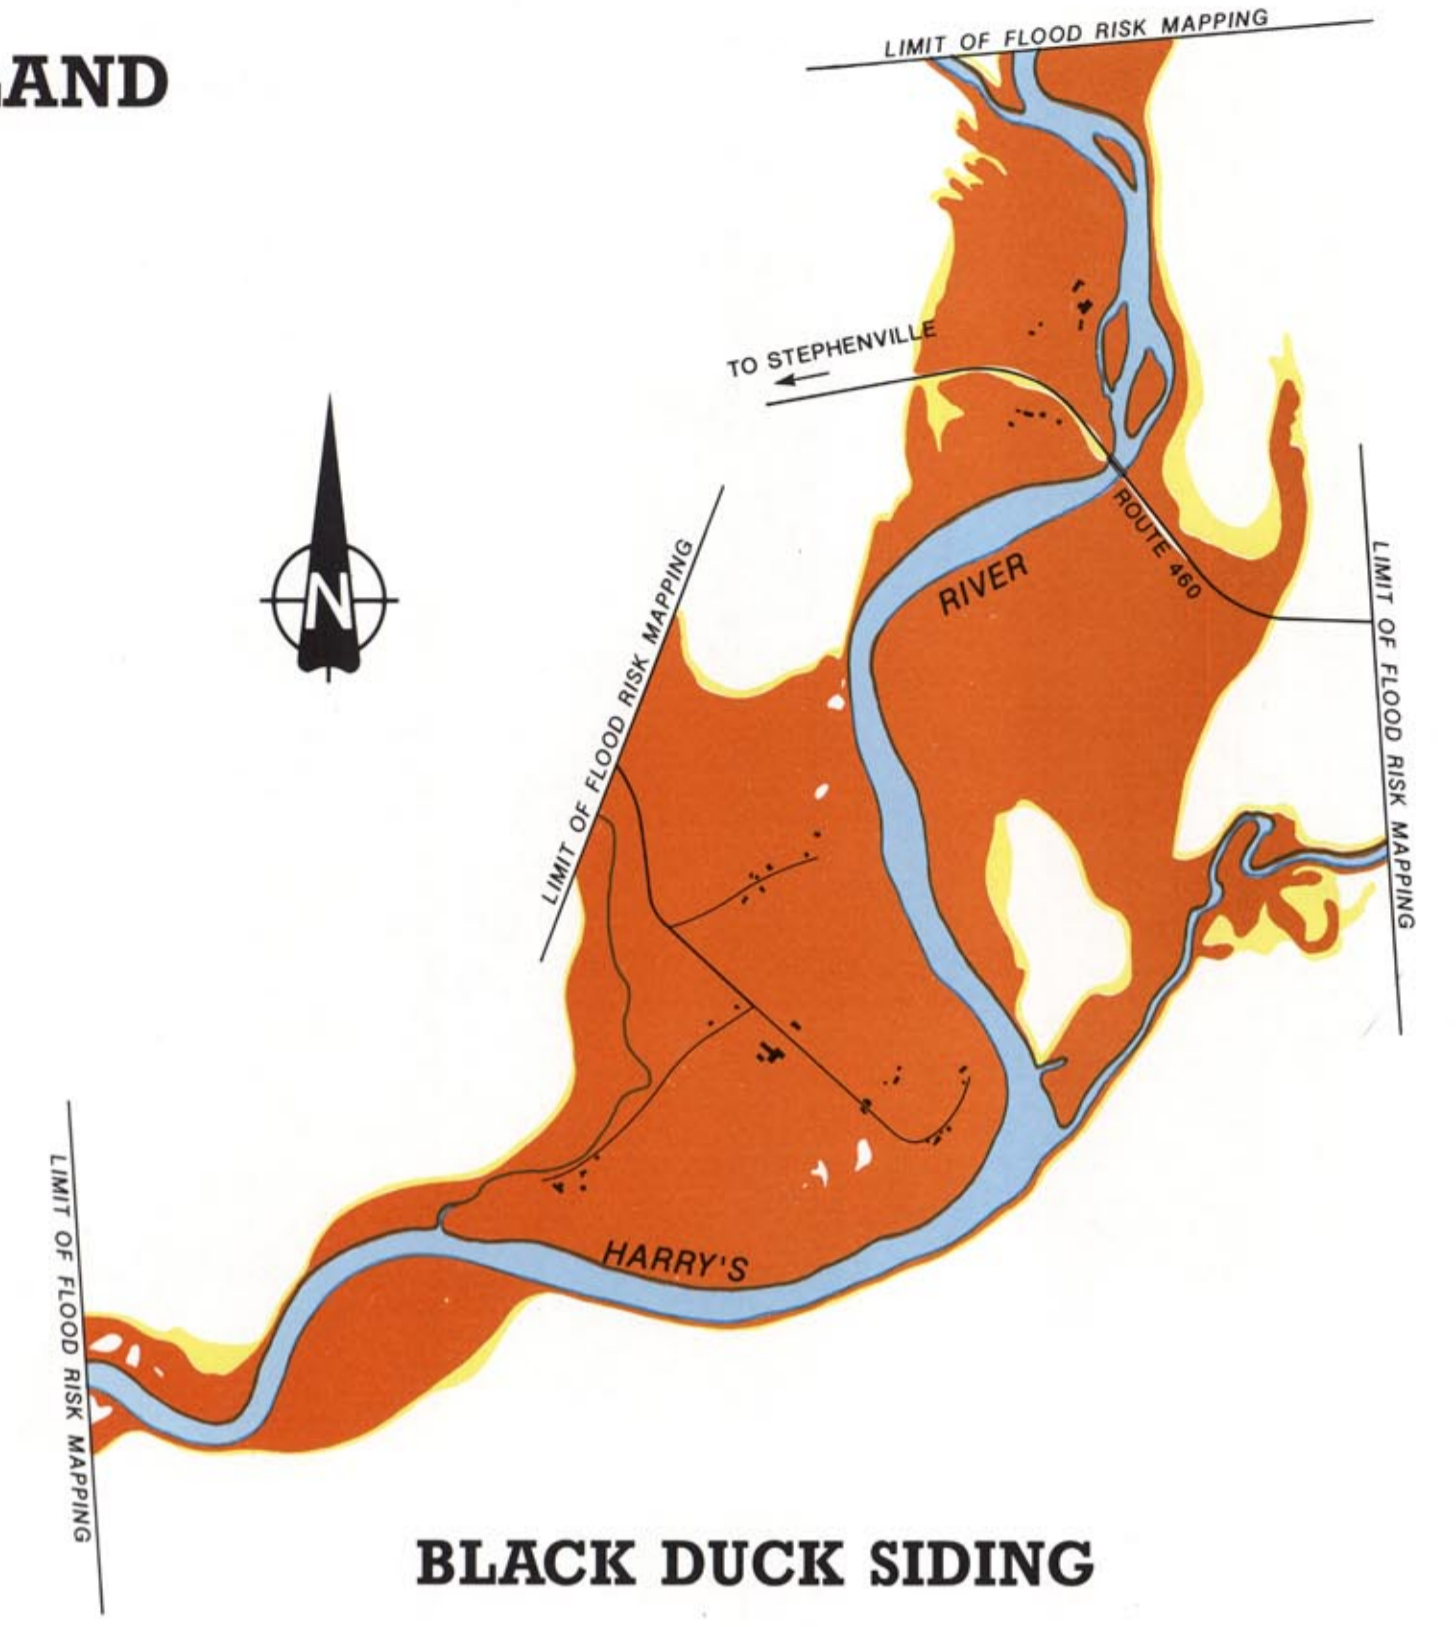 LAND
LIMIT OF FLOOD RISK MAPPING
TO STEPHENVILLE
ROUTE 460
RIVER
LIMIT OF FLOOD RISK MAPPING
LIMIT OF FLOOD RISK MAPPING
N
HARRY'S
LIMIT OF FLOOD RISK MAPPING
BLACK DUCK SIDING